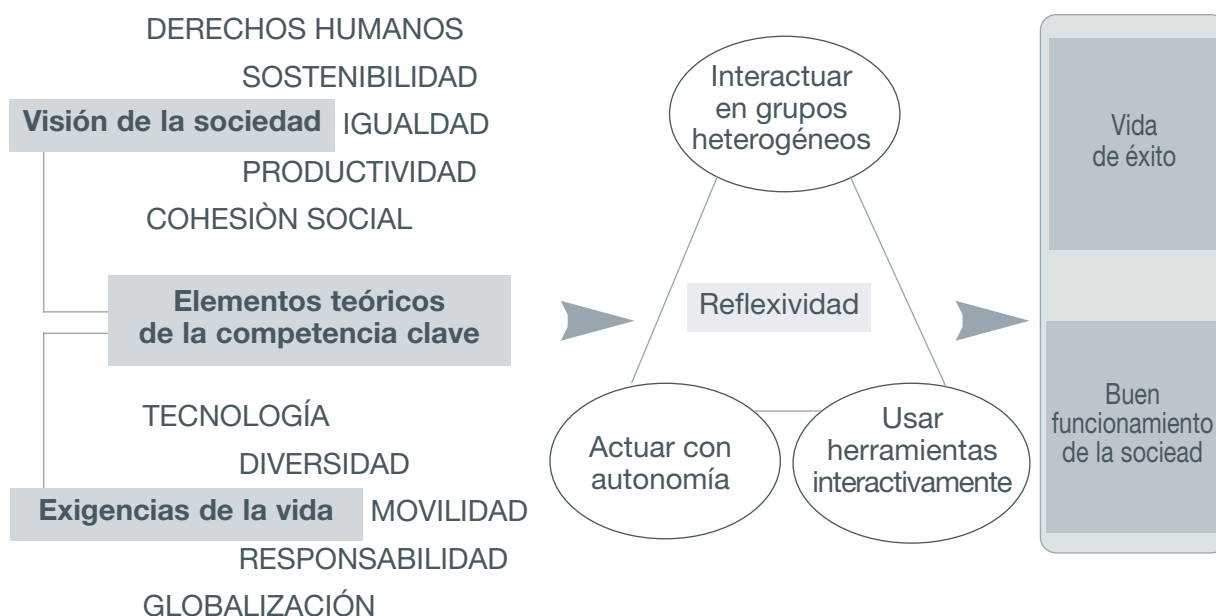 DERECHOS HUMANOS
SOSTENIBILIDAD
Visión de la sociedad
IGUALDAD
PRODUCTIVIDAD
COHESIÒN SOCIAL
Elementos teóricos
de la competencia clave
TECNOLOGÍA
DIVERSIDAD
Exigencias de la vida
MOVILIDAD
RESPONSABILIDAD
GLOBALIZACIÓN
Interactuar
en grupos
heterogéneos
Reflexividad
Actuar con
autonomía
Usar
herramientas
interactivamente
Vida
de éxito
Buen
funcionamiento
de la sociead